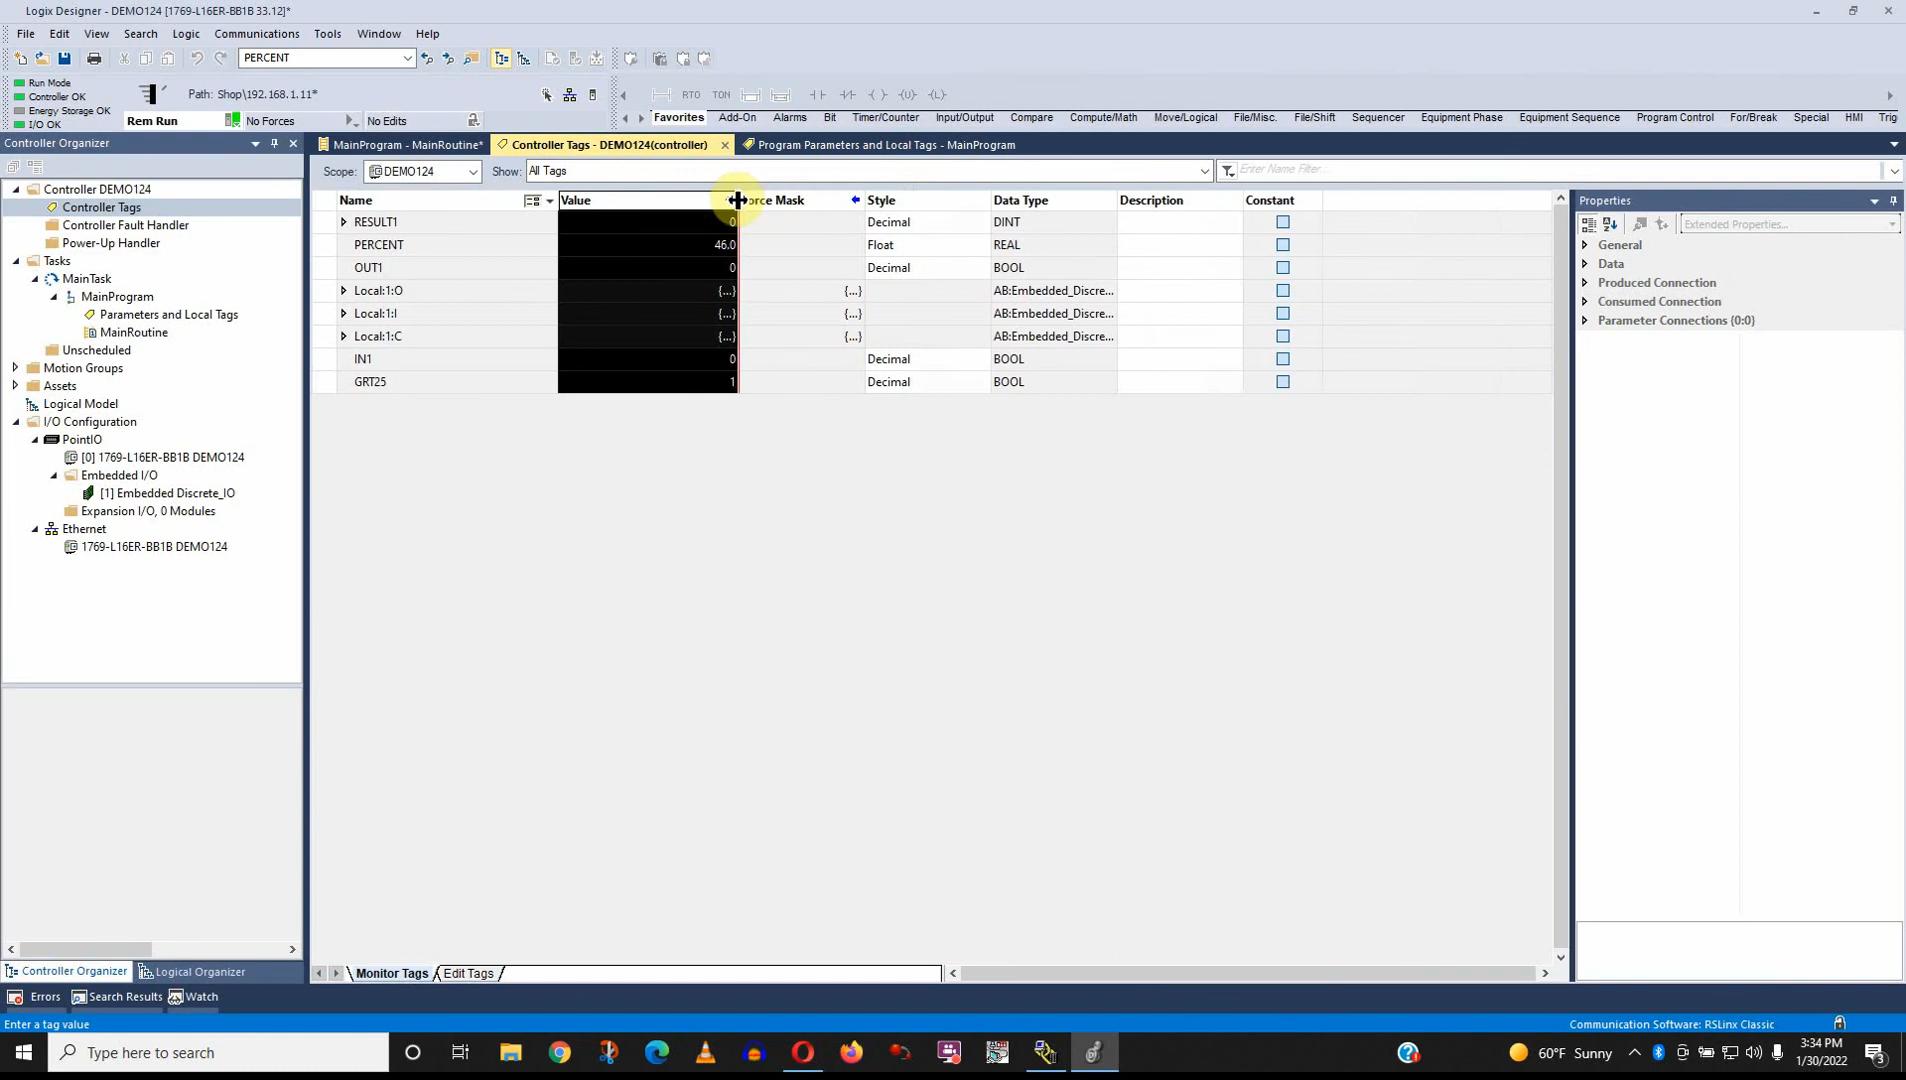 Logix Designer - DEMO124 [1769-L16ER-BB1B 33.12]*
File Edit View Search Logic Communications Tools Window Help
PERCENT
Run Mode
Controller OK
Energy Storage OK
I/O OK
Path: Shop\192.168.1.11*
Rem Run No Forces No Edits
RTO TON
Favorites Add-On Alarms Bit Timer/Counter Input/Output Compare Compute/Math Move/Logical File/Misc. File/Shift Sequencer Equipment Phase Equipment Sequence Program Control For/Break Special HMI Trig
Controller Organizer
MainProgram - MainRoutine* Controller Tags - DEMO124(controller) Program Parameters and Local Tags - MainProgram
Scope: DEMO124 Show: All Tags Enter Name Filter...
Controller DEMO124
Controller Tags
Controller Fault Handler
Power-Up Handler
Tasks
MainTask
MainProgram
Parameters and Local Tags
MainRoutine
Unscheduled
Motion Groups
Assets
Logical Model
I/O Configuration
PointIO
[0] 1769-L16ER-BB1B DEMO124
Embedded I/O
[1] Embedded Discrete_IO
Expansion I/O, 0 Modules
Ethernet
1769-L16ER-BB1B DEMO124
Name Value orce Mask Style Data Type Description Constant
RESULT1 0 Decimal DINT
PERCENT 46.0 Float REAL
OUT1 0 Decimal BOOL
Local:1:O {...} {...} AB:Embedded_Discre...
Local:1:I {...} {...} AB:Embedded_Discre...
Local:1:C {...} {...} AB:Embedded_Discre...
IN1 0 Decimal BOOL
GRT25 1 Decimal BOOL
Properties
Extended Properties...
General
Data
Produced Connection
Consumed Connection
Parameter Connections (0:0)
Monitor Tags Edit Tags
Controller Organizer Logical Organizer
Errors Search Results Watch
Enter a tag value
Communication Software: RSLinx Classic
Type here to search
60°F Sunny
3:34 PM
1/30/2022
3